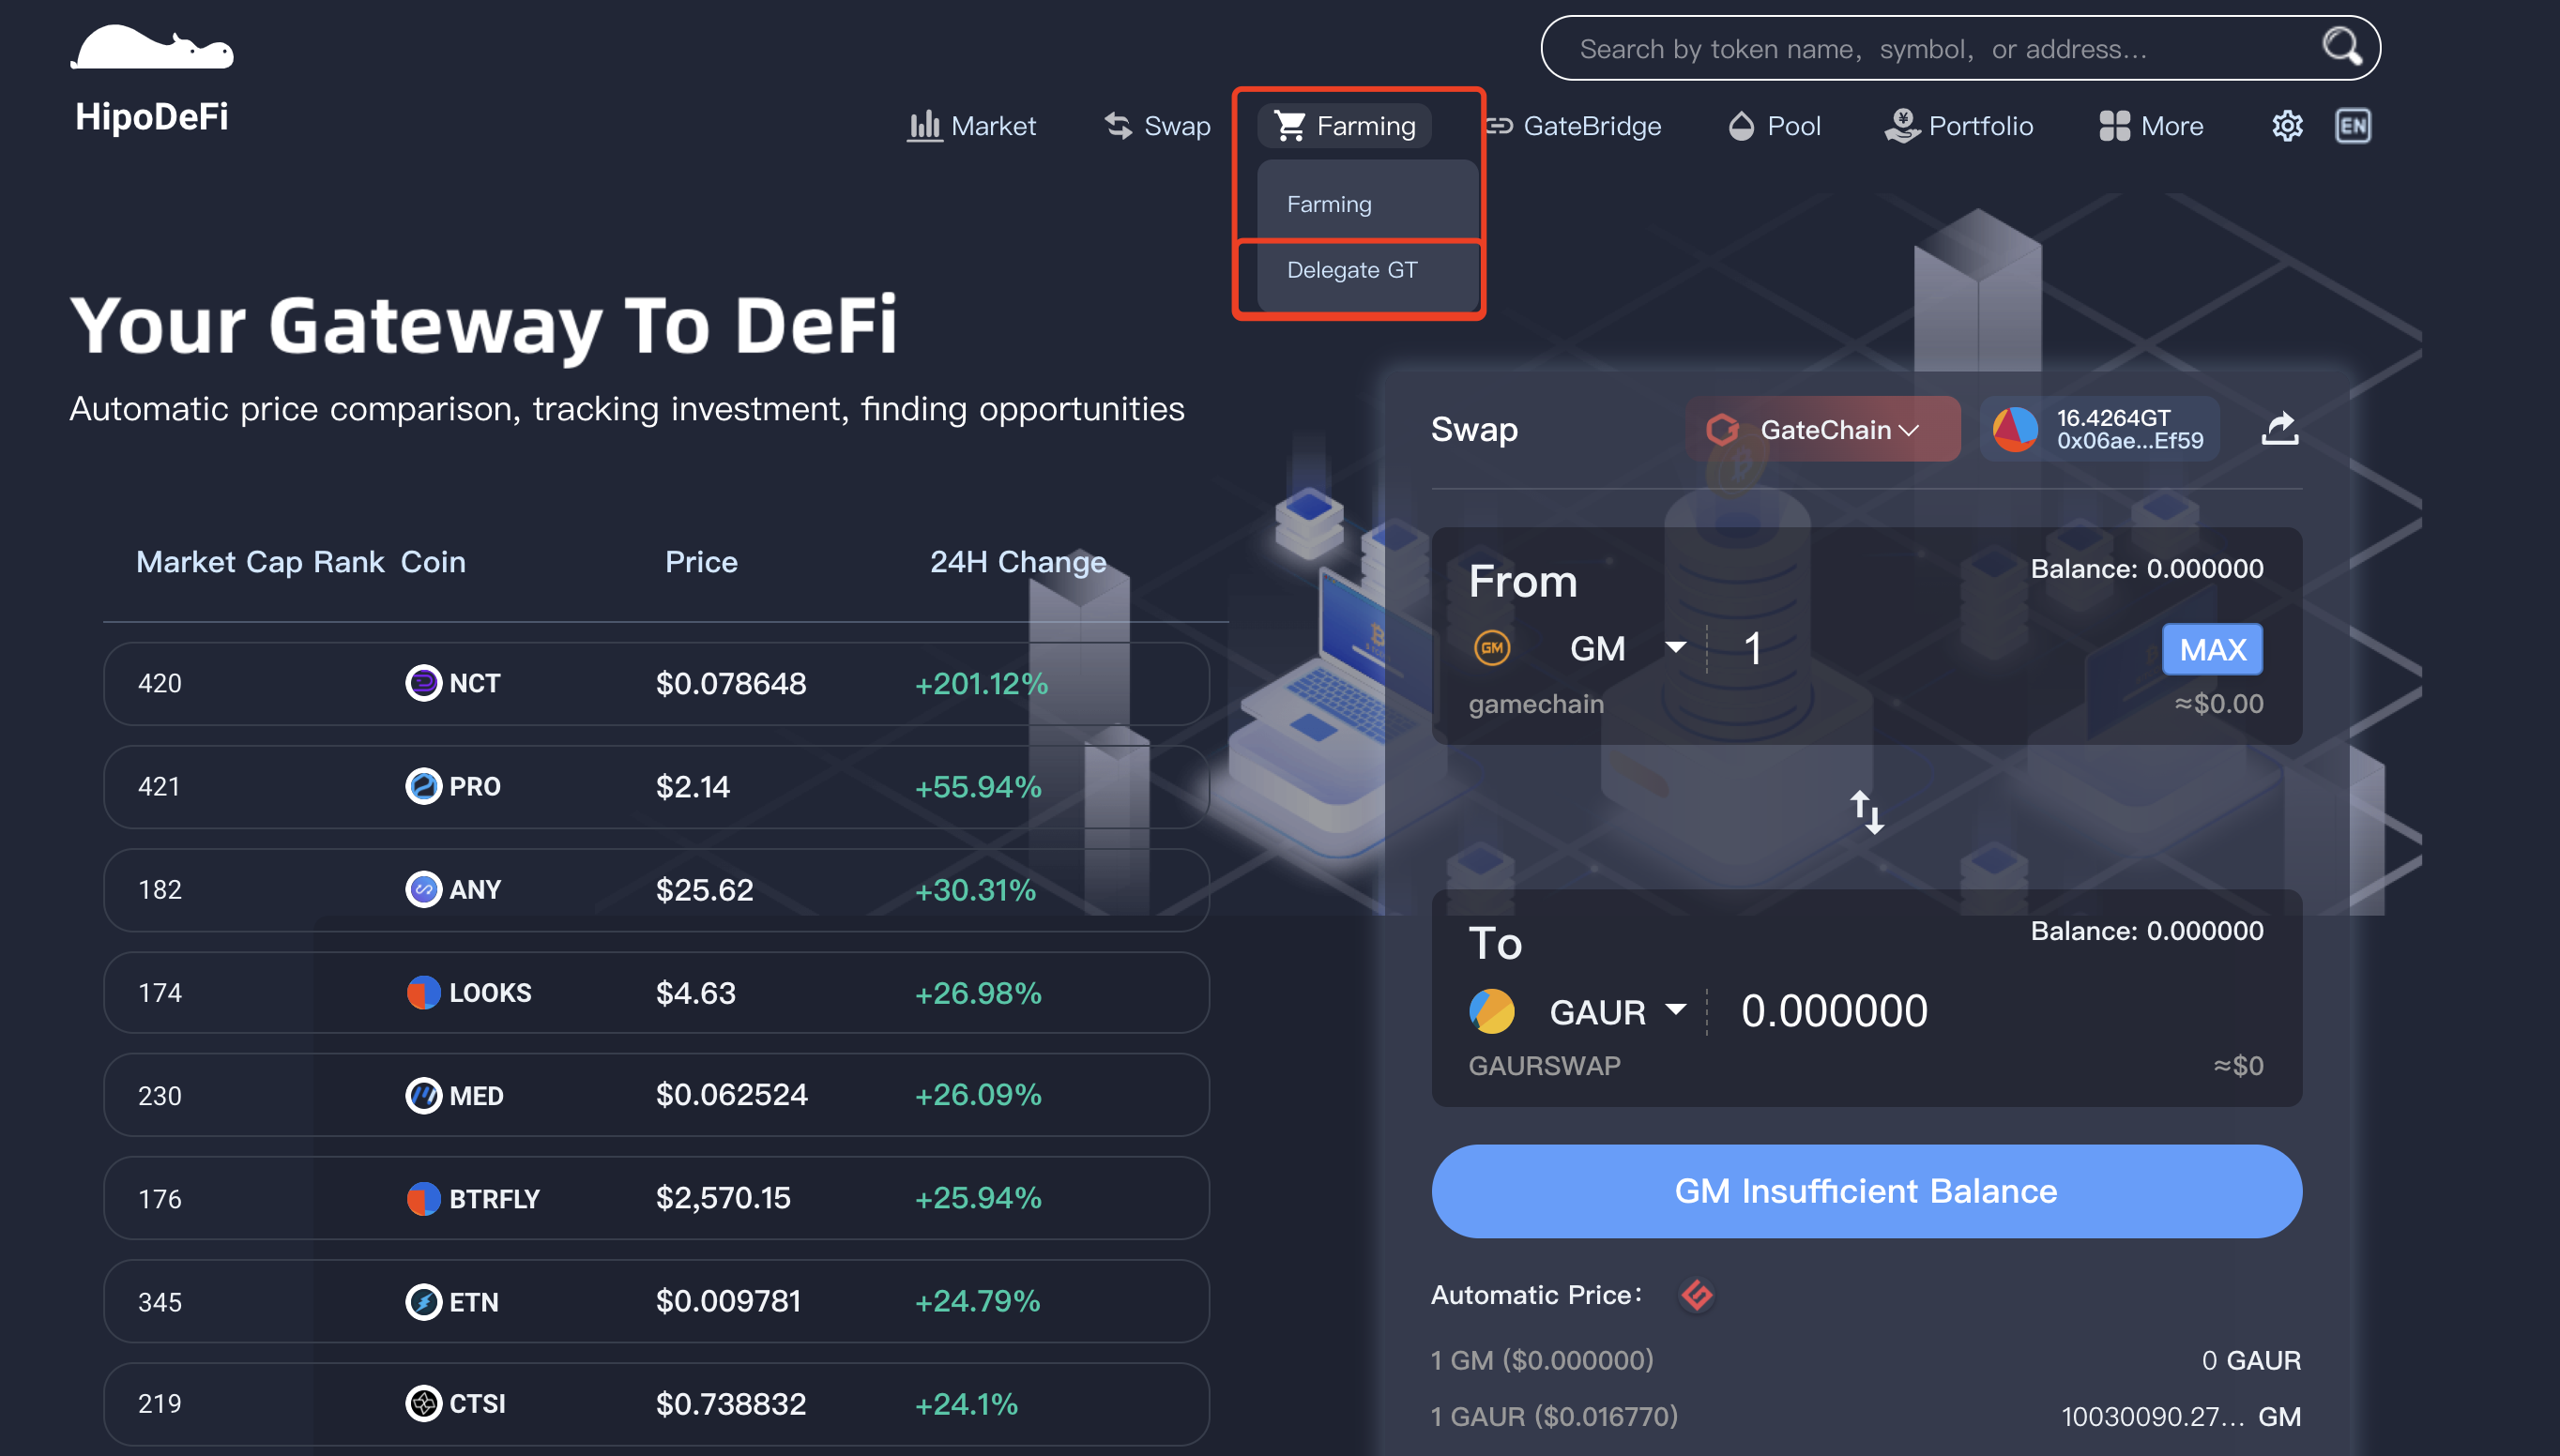 Search by token name, symbol, or address...
HipoDeFi
Market Swap Farming GateBridge Pool Portfolio More EN
Farming
Delegate GT
Your Gateway To DeFi
Automatic price comparison, tracking investment, finding opportunities
Market Cap Rank Coin Price 24H Change
420 NCT $0.078648 +201.12%
421 PRO $2.14 +55.94%
182 ANY $25.62 +30.31%
174 LOOKS $4.63 +26.98%
230 MED $0.062524 +26.09%
176 BTRFLY $2,570.15 +25.94%
345 ETN $0.009781 +24.79%
219 CTSI $0.738832 +24.1%
Swap GateChain
16.4264GT
0x06ae...Ef59
From Balance: 0.000000
GM GM 1 MAX
gamechain ≈$0.00
To Balance: 0.000000
GAUR 0.000000
GAURSWAP ≈$0
GM Insufficient Balance
Automatic Price:
1 GM ($0.000000) 0 GAUR
1 GAUR ($0.016770) 10030090.27... GM